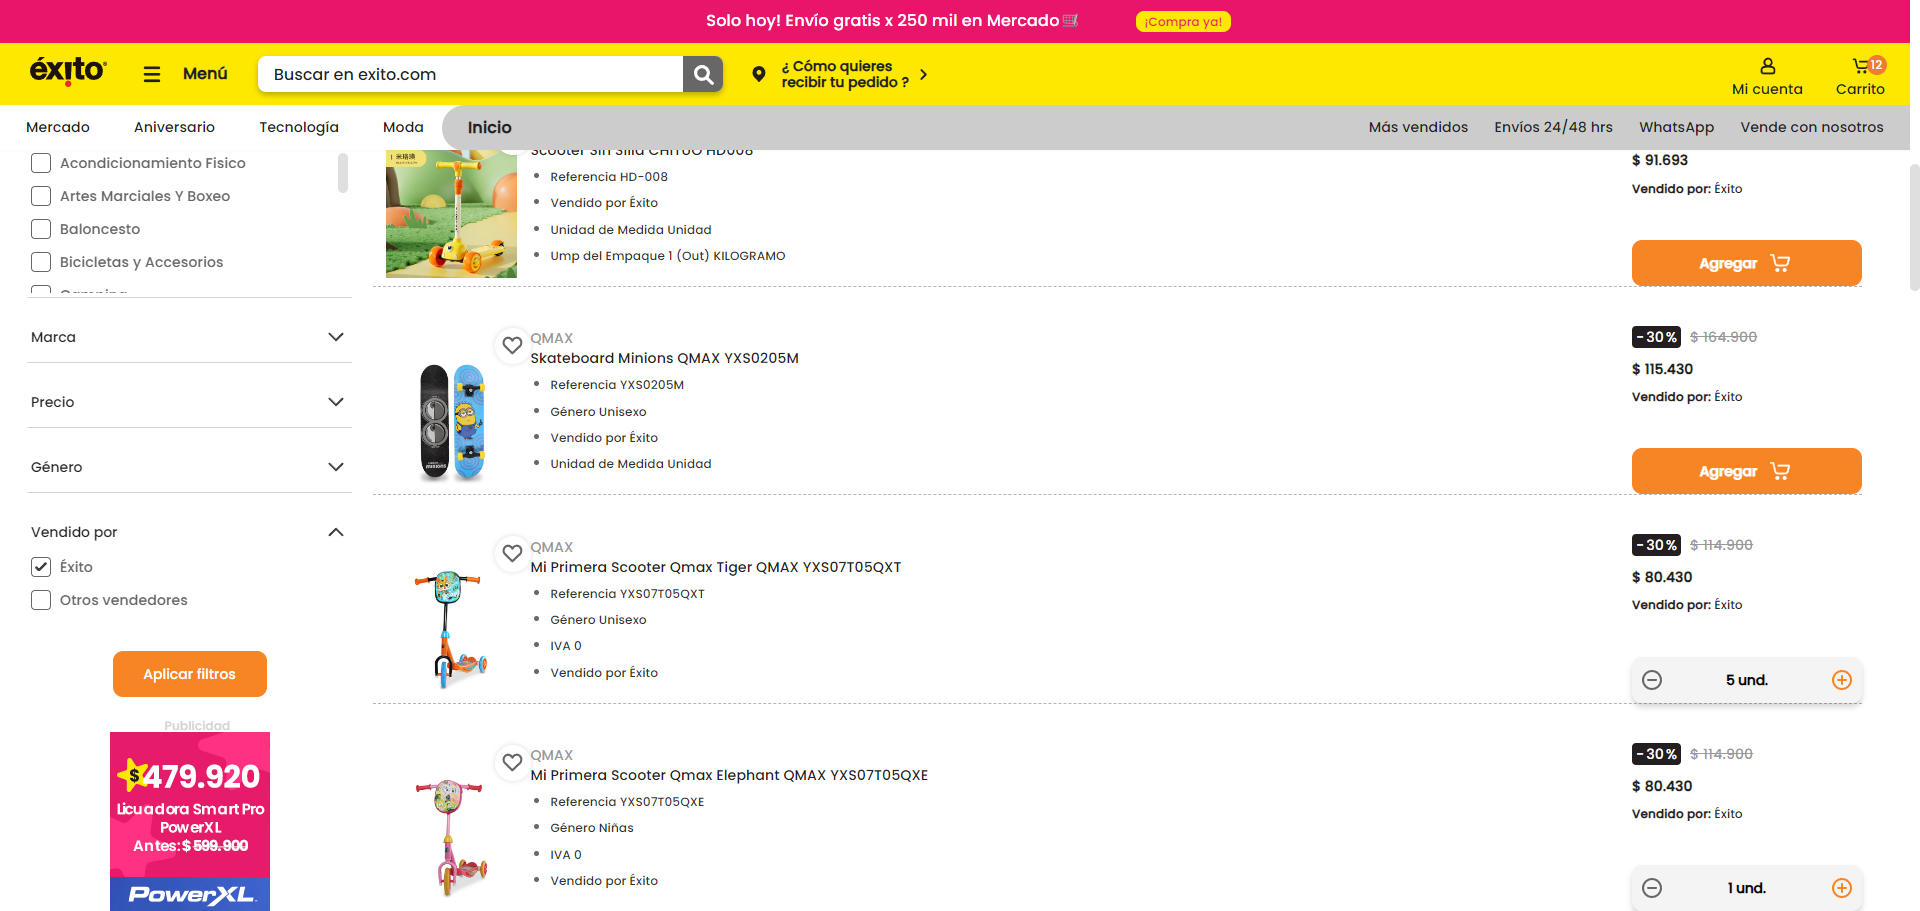 Solo hoy! Envío gratis x 250 mil en Mercado
¡Compra ya!
éxito
Menú
Buscar en exito.com
¿ Cómo quieres
recibir tu pedido ?
Mi cuenta
12
Carrito
Mercado
Aniversario
Tecnología
Moda
Inicio
Más vendidos
Envíos 24/48 hrs
WhatsApp
Vende con nosotros
Acondicionamiento Fisico
Artes Marciales Y Boxeo
Baloncesto
Bicicletas y Accesorios
Camping
Marca
Precio
Género
Vendido por
Éxito
Otros vendedores
Aplicar filtros
Publicidad
$479.920
Licuadora Smart Pro
PowerXL
Antes:$ 599.900
PowerXL
Scooter Sin Silla CHITUO HD008
Referencia HD-008
Vendido por Éxito
Unidad de Medida Unidad
Ump del Empaque 1 (Out) KILOGRAMO
$ 91.693
Vendido por: Éxito
Agregar
QMAX
Skateboard Minions QMAX YXS0205M
Referencia YXS0205M
Género Unisexo
Vendido por Éxito
Unidad de Medida Unidad
-30% $ 164.900
$ 115.430
Vendido por: Éxito
Agregar
QMAX
Mi Primera Scooter Qmax Tiger QMAX YXS07T05QXT
Referencia YXS07T05QXT
Género Unisexo
IVA 0
Vendido por Éxito
-30% $ 114.900
$ 80.430
Vendido por: Éxito
5 und.
QMAX
Mi Primera Scooter Qmax Elephant QMAX YXS07T05QXE
Referencia YXS07T05QXE
Género Niñas
IVA 0
Vendido por Éxito
-30% $ 114.900
$ 80.430
Vendido por: Éxito
1 und.